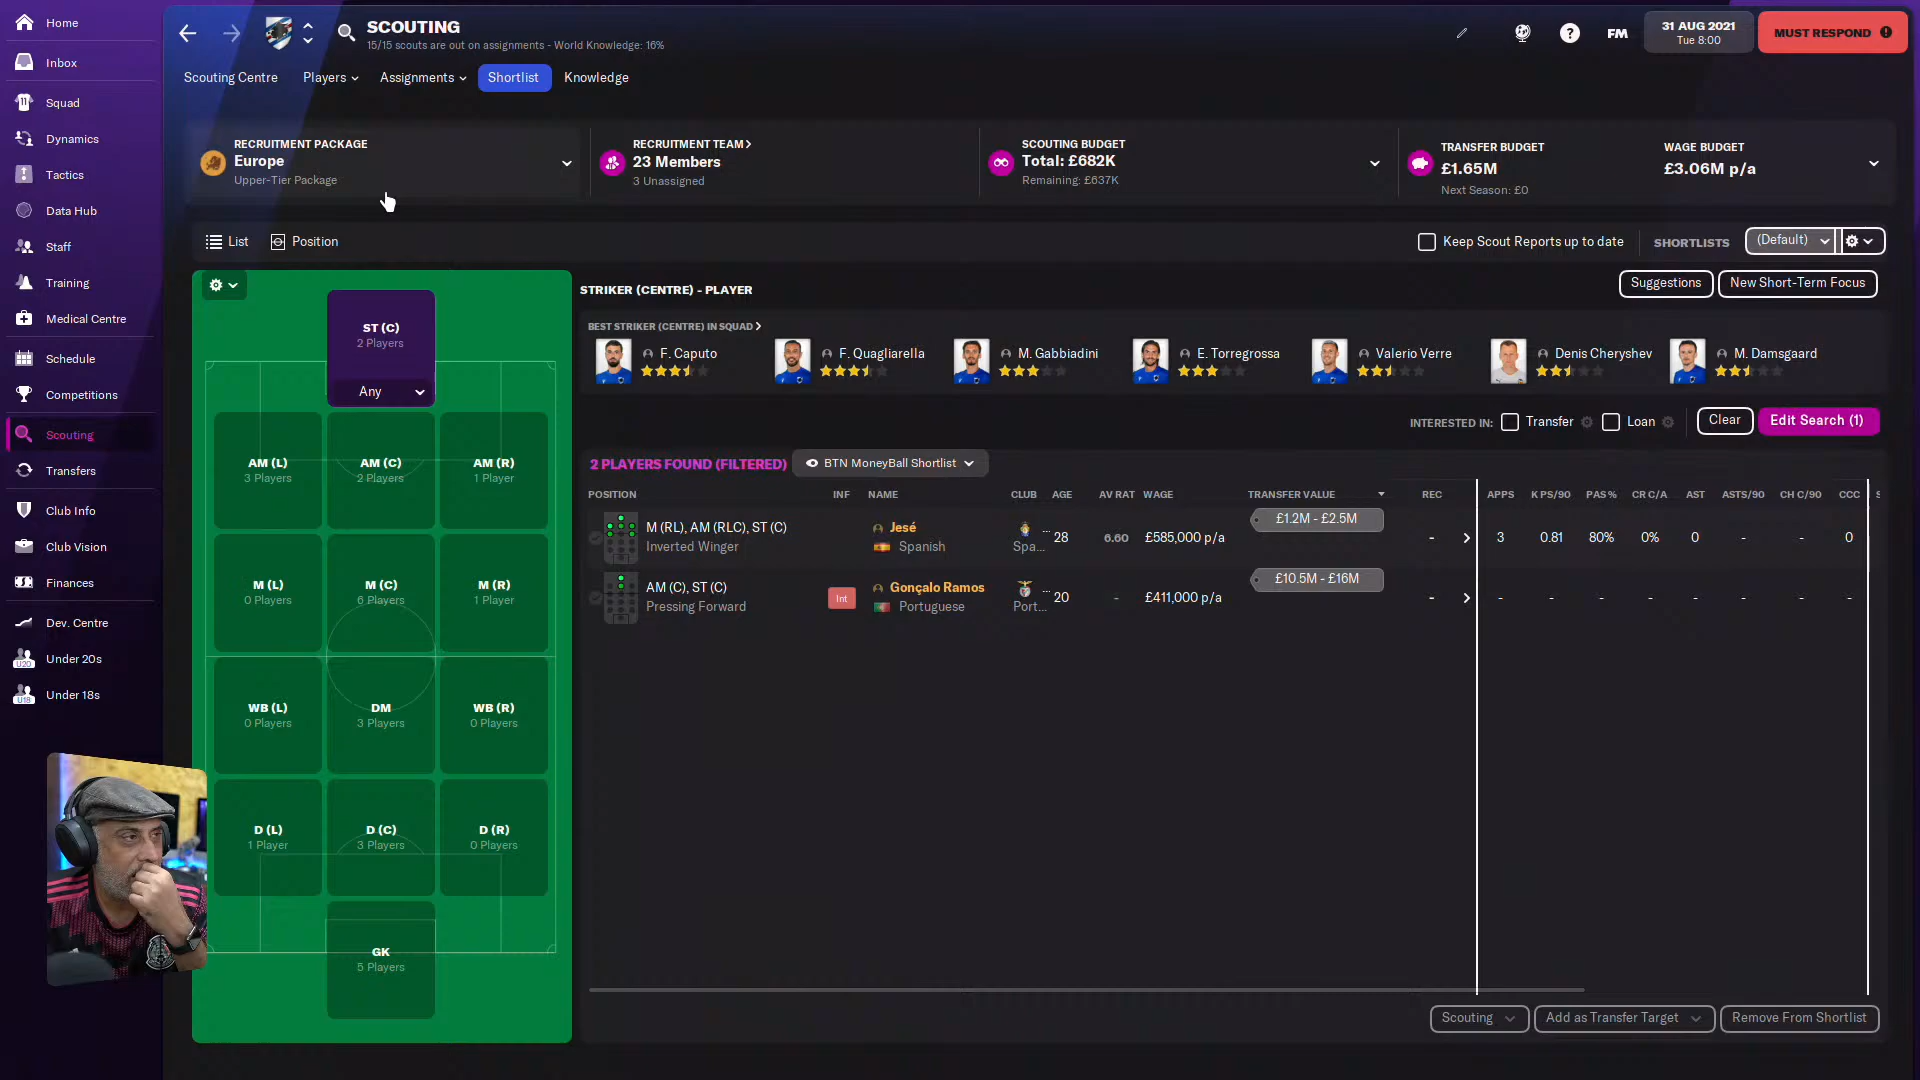 Home
Inbox
Squad
Dynamics
Tactics
Data Hub
Staff
Training
Medical Centre
Schedule
Competitions
Scouting
Transfers
Club Info
Club Vision
Finances
Dev. Centre
U20 Under 20s
U18 Under 18s
SCOUTING
15/15 scouts are out on assignments - World Knowledge: 16%
FM
31 AUG 2021
Tue 8:00
MUST RESPOND
Scouting Centre Players Assignments Shortlist Knowledge
RECRUITMENT PACKAGE
Europe
Upper-Tier Package
RECRUITMENT TEAM
23 Members
3 Unassigned
SCOUTING BUDGET
Total: £682K
Remaining: £637K
TRANSFER BUDGET
£1.65M
Next Season: £0
WAGE BUDGET
£3.06M p/a
List Position
Keep Scout Reports up to date SHORTLISTS (Default)
ST (C)
2 Players
Any
AM (L)
3 Players
AM (C)
2 Players
AM (R)
1 Player
M (L)
0 Players
M (C)
6 Players
M (R)
1 Player
WB (L)
0 Players
DM
3 Players
WB (R)
0 Players
D (L)
1 Player
D (C)
3 Players
D (R)
0 Players
GK
5 Players
STRIKER (CENTRE) - PLAYER
Suggestions New Short-Term Focus
BEST STRIKER (CENTRE) IN SQUAD
F. Caputo F. Quagliarella M. Gabbiadini E. Torregrossa Valerio Verre Denis Cheryshev M. Damsgaard
INTERESTED IN: Transfer Loan Clear Edit Search (1)
2 PLAYERS FOUND (FILTERED) BTN MoneyBall Shortlist
POSITION INF NAME CLUB AGE AV RAT WAGE TRANSFER VALUE REC APPS K PS/90 PAS % CR C/A AST ASTS/90 CH C/90 CCC S
M (RL), AM (RLC), ST (C) Jesé ... 28 6.60 £585,000 p/a £1.2M - £2.5M - 3 0.81 80% 0% 0 - - 0
Inverted Winger Spanish Spa...
AM (C), ST (C) Int Gonçalo Ramos ... 20 - £411,000 p/a £10.5M - £16M - - - - - - - - -
Pressing Forward Portuguese Port...
Scouting Add as Transfer Target Remove From Shortlist